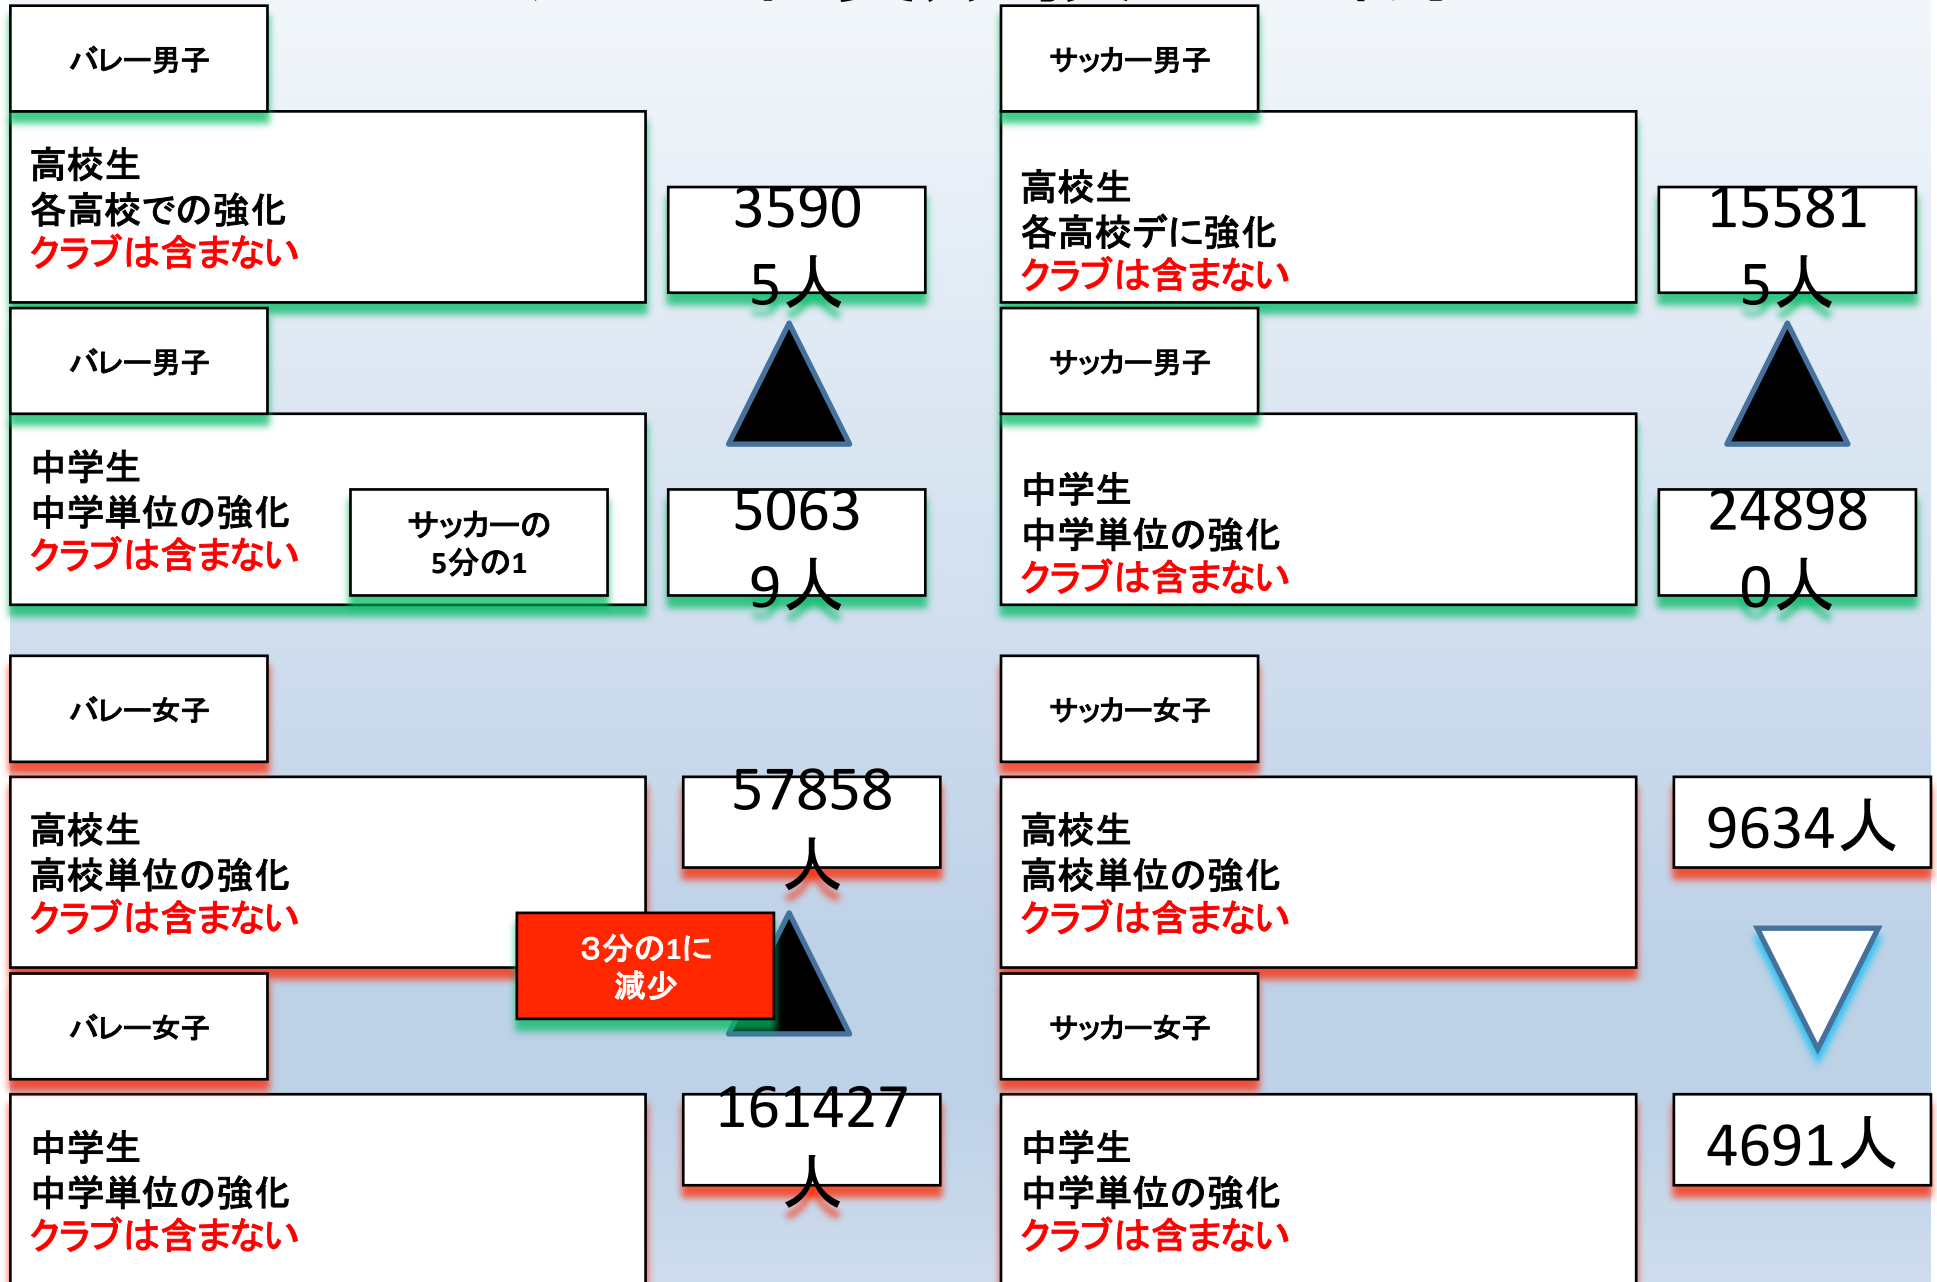 バレー男子
高校生
各高校での強化
クラブは含まない
3590
5人
バレー男子
中学生
中学単位の強化
クラブは含まない
サッカーの
5分の1
5063
9人
サッカー男子
高校生
各高校デに強化
クラブは含まない
15581
5人
サッカー男子
中学生
中学単位の強化
クラブは含まない
24898
0人
バレー女子
高校生
高校単位の強化
クラブは含まない
57858
人
3分の1に
減少
バレー女子
中学生
中学単位の強化
クラブは含まない
161427
人
サッカー女子
高校生
高校単位の強化
クラブは含まない
9634人
サッカー女子
中学生
中学単位の強化
クラブは含まない
4691人